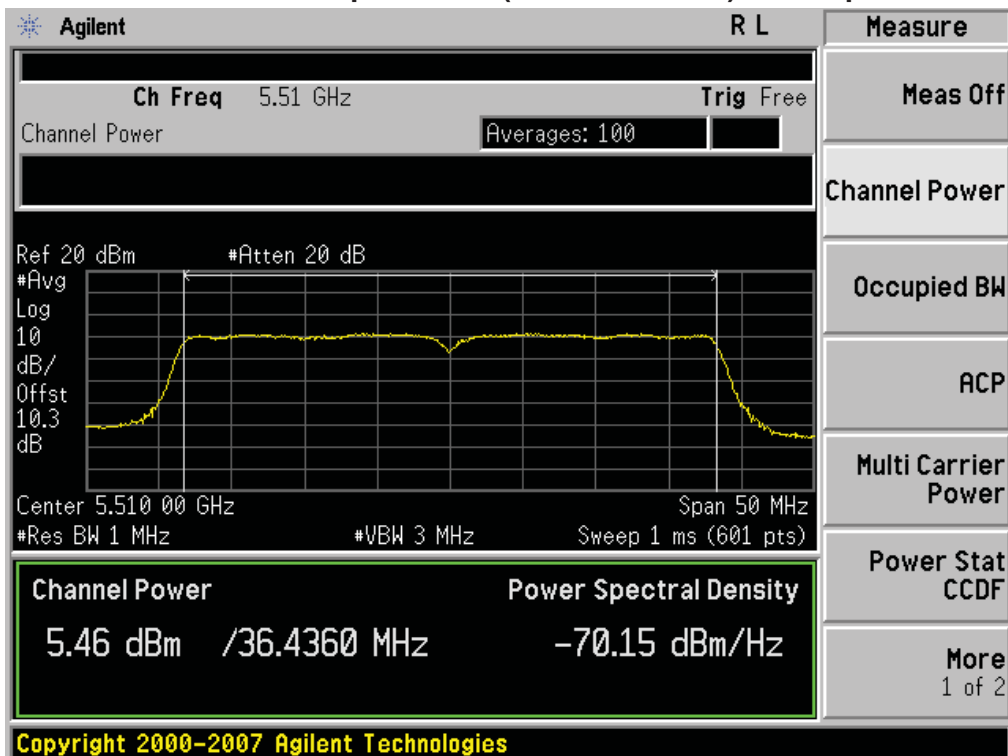 Agilent
R L
Measure
Ch Freq 5.51 GHz
Trig Free
Channel Power
Averages: 100
Ref 20 dBm #Atten 20 dB
#Avg
Log
10
dB/
Offst
10.3
dB
Center 5.510 00 GHz
Span 50 MHz
#Res BW 1 MHz
#VBW 3 MHz
Sweep 1 ms (601 pts)
Channel Power
Power Spectral Density
5.46 dBm /36.4360 MHz
-70.15 dBm/Hz
Meas Off
Channel Power
Occupied BW
ACP
Multi Carrier
Power
Power Stat
CCDF
More
1 of 2
Copyright 2000-2007 Agilent Technologies